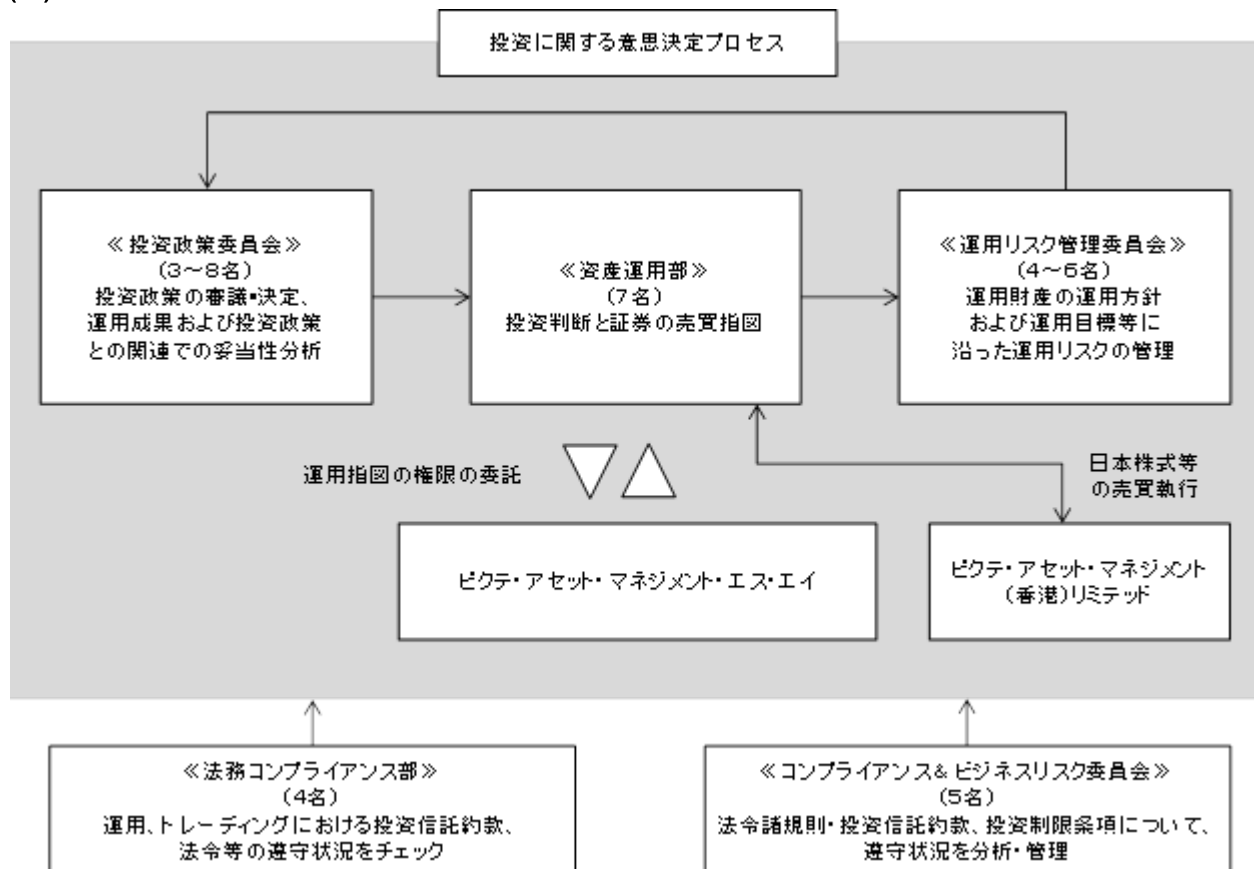 投資に関する意思決定プロセス
≪投資政策委員会≫
(3～8名)
投資政策の審議・決定、
運用成果および投資政策
との関連での妥当性分析
≪資産運用部≫
(7名)
投資判断と証券の売買指図
≪運用リスク管理委員会≫
(4～6名)
運用財産の運用方針
および運用目標等に
沿った運用リスクの管理
運用指図の権限の委託
日本株式等
の売買執行
ピクテ・アセット・マネジメント・エス・エイ
ピクテ・アセット・マネジメント
(香港)リミテッド
≪法務コンプライアンス部≫
(4名)
運用、トレーディングにおける投資信託約款、
法令等の遵守状況をチェック
≪コンプライアンス&ビジネスリスク委員会≫
(5名)
法令諸規則・投資信託約款、投資制限条項について、
遵守状況を分析・管理